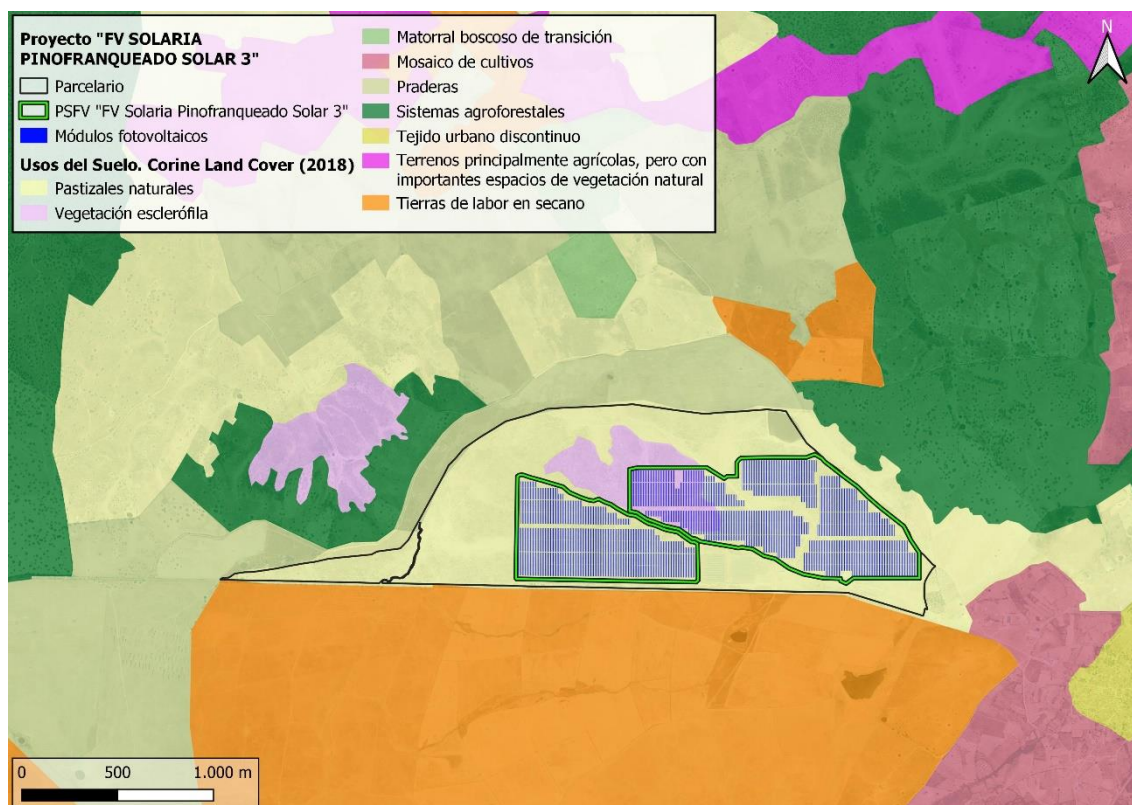 Proyecto "FV SOLARIA
PINOFRANQUEADO SOLAR 3"
Parcelario
PSFV "FV Solaria Pinofranqueado Solar 3"
Módulos fotovoltaicos
Usos del Suelo. Corine Land Cover (2018)
Pastizales naturales
Vegetación esclerófila
Matorral boscoso de transición
Mosaico de cultivos
Praderas
Sistemas agroforestales
Tejido urbano discontinuo
Terrenos principalmente agrícolas, pero con
importantes espacios de vegetación natural
Tierras de labor en secano
N
0 500 1.000 m